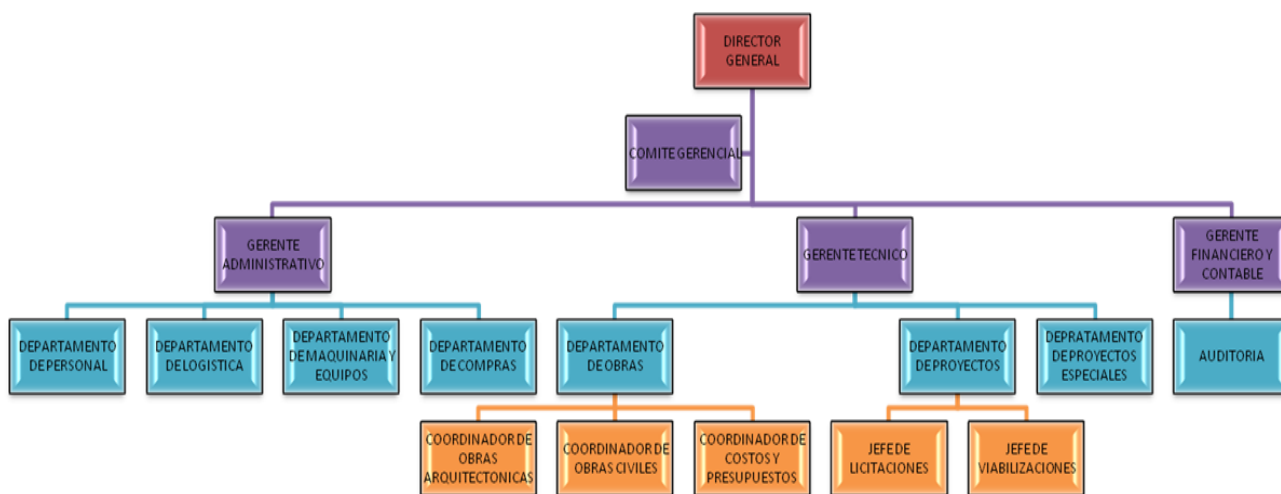 DIRECTOR
GENERAL
COMITE GERENCIAL
GERENTE
ADMINISTRATIVO
GERENTE TECNICO
GERENTE
FINANCIERO Y
CONTABLE
DEPARTAMENTO
DE PERSONAL
DEPARTAMENTO
DE LOGISTICA
DEPARTAMENTO
DE MAQUINARIA Y
EQUIPOS
DEPARTAMENTO
DE COMPRAS
DEPARTAMENTO
DE OBRAS
DEPARTAMENTO
DE PROYECTOS
DEPRATAMENTO
DE PROYECTOS
ESPECIALES
AUDITORIA
COORDINADOR DE
OBRAS
ARQUITECTONICAS
COORDINADOR DE
OBRAS CIVILES
COORDINADOR DE
COSTOS Y
PRESUPUESTOS
JEFE DE
LICITACIONES
JEFE DE
VIABILIZACIONES